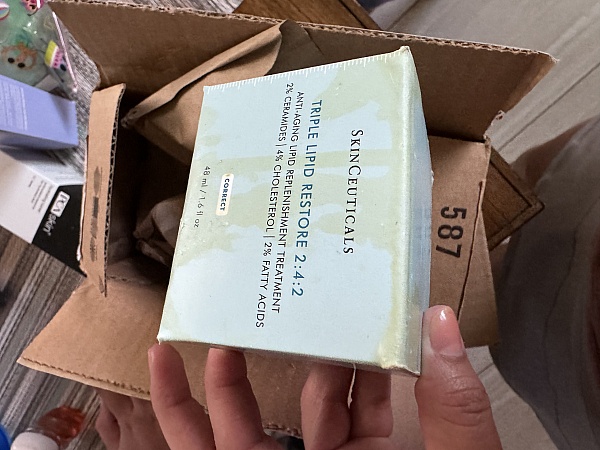 SKINCEUTICALS
TRIPLE LIPID RESTORE 2:4:2
ANTI-AGING LIPID REPLENISHMENT TREATMENT
2% CERAMIDES | 4% CHOLESTEROL | 2% FATTY ACIDS
CORRECT
48 ml / 1.6 fl oz
587